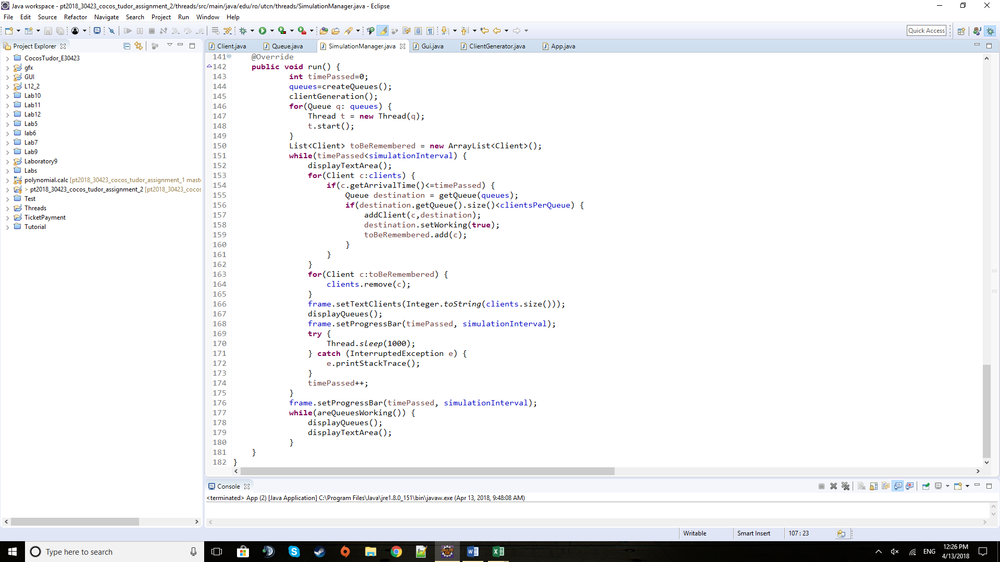 Java workspace - pt2018_30423_cocos_tudor_assignment_2/threads/src/main/java/edu/ro/utcn/threads/SimulationManager.java - Eclipse
File Edit Source Refactor Navigate Search Project Run Window Help
Quick Access
Project Explorer
CocosTudor_E30423
gfx
GUI
L12_2
Lab10
Lab11
Lab12
Lab5
lab6
Lab7
Lab9
Laboratory9
Labs
polynomial.calc [pt2018_30423_cocos_tudor_assignment_1 maste
> pt2018_30423_cocos_tudor_assignment_2 [pt2018_30423_cocos
Test
Threads
TicketPayment
Tutorial
Client.java Queue.java SimulationManager.java Gui.java ClientGenerator.java App.java
141 @Override
142 public void run() {
143 int timePassed=0;
144 queues=createQueues();
145 clientGeneration();
146 for(Queue q: queues) {
147 Thread t = new Thread(q);
148 t.start();
149 }
150 List<Client> toBeRemembered = new ArrayList<Client>();
151 while(timePassed<simulationInterval) {
152 displayTextArea();
153 for(Client c:clients) {
154 if(c.getArrivalTime()<=timePassed) {
155 Queue destination = getQueue(queues);
156 if(destination.getQueue().size()<clientsPerQueue) {
157 addClient(c,destination);
158 destination.setWorking(true);
159 toBeRemembered.add(c);
160 }
161 }
162 }
163 for(Client c:toBeRemembered) {
164 clients.remove(c);
165 }
166 frame.setTextClients(Integer.toString(clients.size()));
167 displayQueues();
168 frame.setProgressBar(timePassed, simulationInterval);
169 try {
170 Thread.sleep(1000);
171 } catch (InterruptedException e) {
172 e.printStackTrace();
173 }
174 timePassed++;
175 }
176 frame.setProgressBar(timePassed, simulationInterval);
177 while(areQueuesWorking()) {
178 displayQueues();
179 displayTextArea();
180 }
181 }
182 }
Console
<terminated> App (2) [Java Application] C:\Program Files\Java\jre1.8.0_151\bin\javaw.exe (Apr 13, 2018, 9:48:08 AM)
Writable Smart Insert 107 : 23
Type here to search
ENG
12:26 PM
4/13/2018